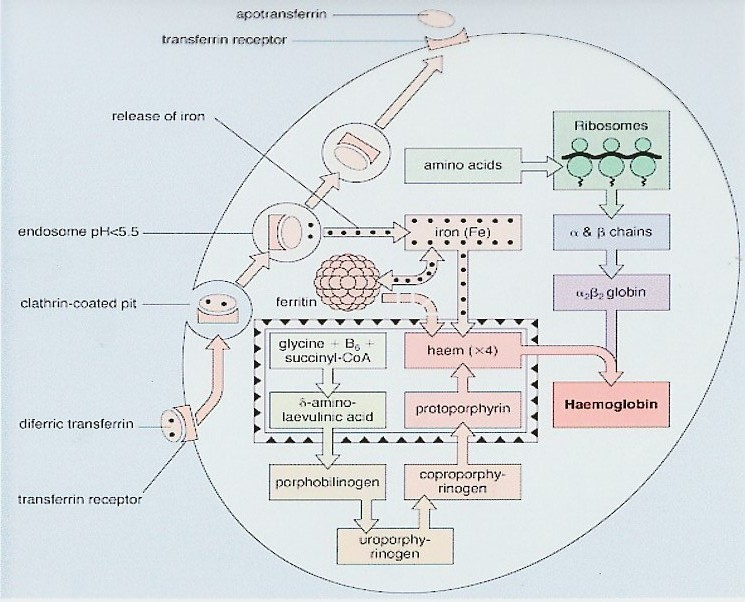 apotransferrin
transferrin receptor
release of iron
Ribosomes
amino acids
endosome pH<5.5
iron (Fe)
α & β chains
clathrin-coated pit
ferritin
α₂β₂ globin
glycine + B₆ +
succinyl-CoA
haem (×4)
δ-amino-
laevulinic acid
protoporphyrin
Haemoglobin
diferric transferrin
transferrin receptor
porphobilinogen
coproporphy-
rinogen
uroporphy-
rinogen